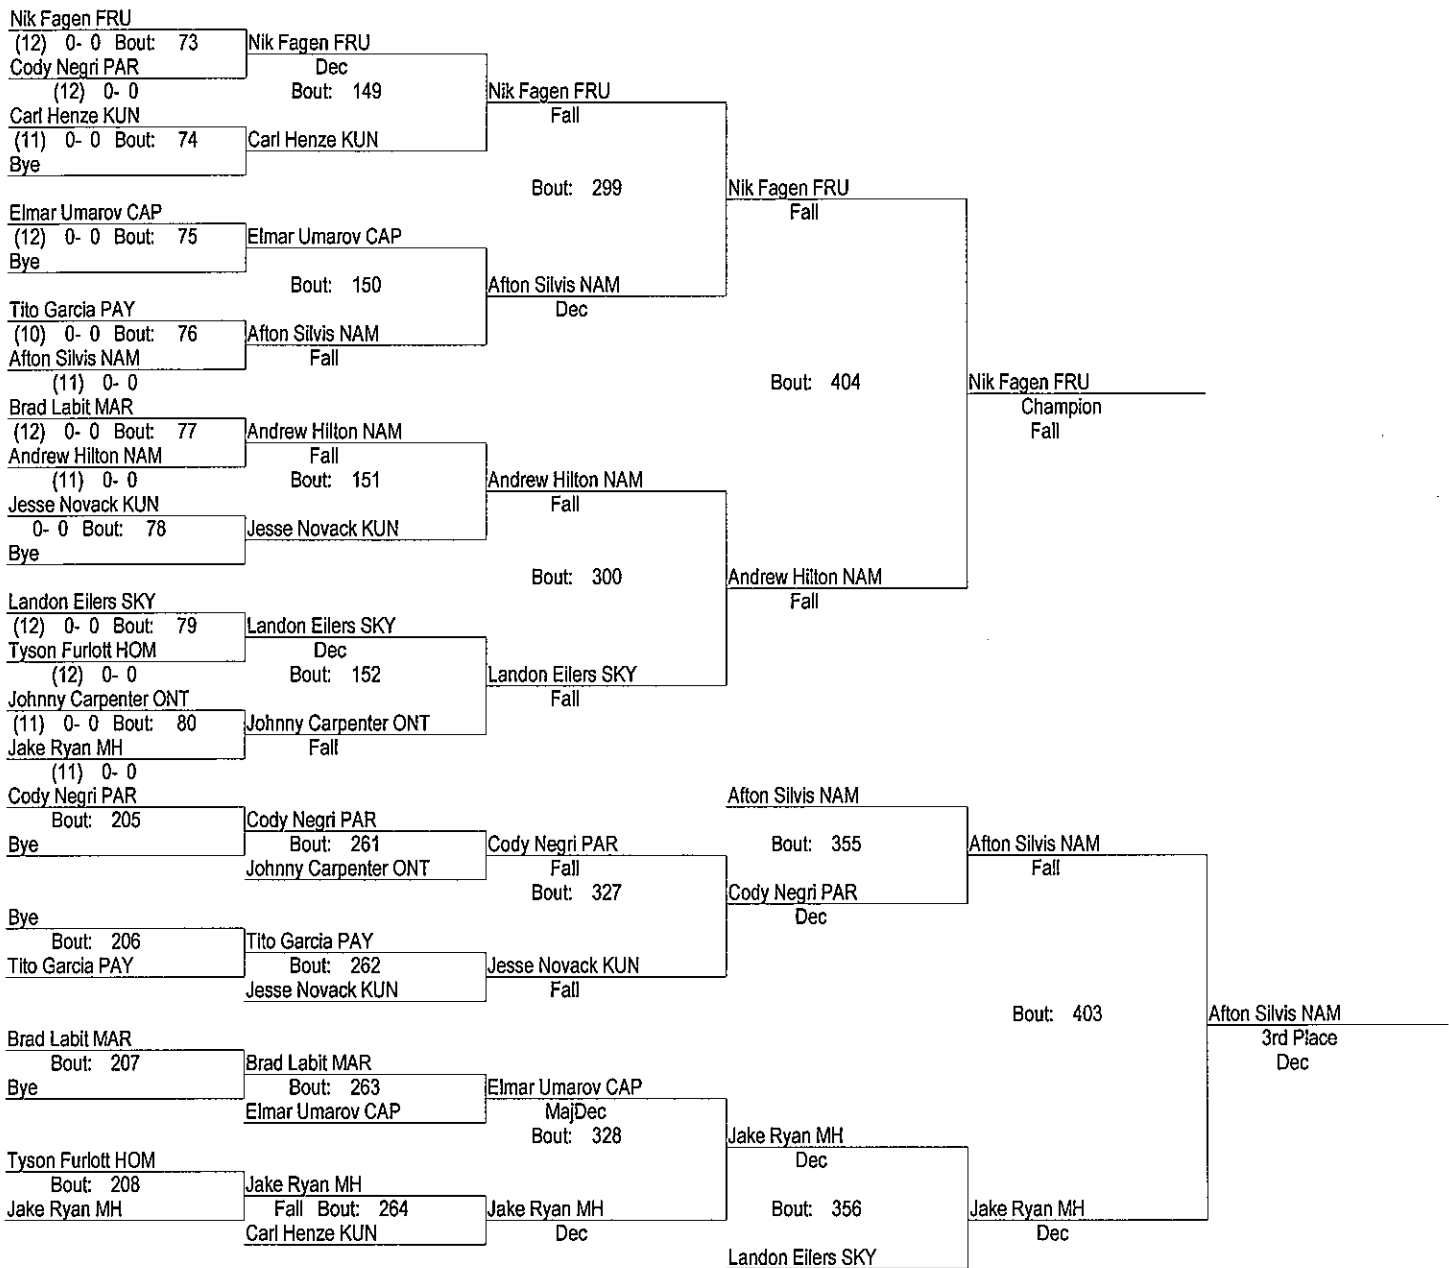 Nik Fagen FRU
(12) 0- 0 Bout: 73
Cody Negri PAR
(12) 0- 0
Carl Henze KUN
(11) 0- 0 Bout: 74
Bye
Elmar Umarov CAP
(12) 0- 0 Bout: 75
Bye
Tito Garcia PAY
(10) 0- 0 Bout: 76
Afton Silvis NAM
(11) 0- 0
Brad Labit MAR
(12) 0- 0 Bout: 77
Andrew Hilton NAM
(11) 0- 0
Jesse Novack KUN
0- 0 Bout: 78
Bye
Landon Eilers SKY
(12) 0- 0 Bout: 79
Tyson Furlott HOM
(12) 0- 0
Johnny Carpenter ONT
(11) 0- 0 Bout: 80
Jake Ryan MH
(11) 0- 0
Nik Fagen FRU
Dec
Bout: 149
Carl Henze KUN
Elmar Umarov CAP
Bout: 150
Afton Silvis NAM
Fall
Andrew Hilton NAM
Fall
Bout: 151
Jesse Novack KUN
Landon Eilers SKY
Dec
Bout: 152
Johnny Carpenter ONT
Fall
Nik Fagen FRU
Fall
Bout: 299
Afton Silvis NAM
Dec
Andrew Hilton NAM
Fall
Bout: 300
Landon Eilers SKY
Fall
Nik Fagen FRU
Fall
Bout: 404
Andrew Hilton NAM
Fall
Nik Fagen FRU
Champion
Fall
Cody Negri PAR
Bout: 205
Bye
Bye
Bout: 206
Tito Garcia PAY
Brad Labit MAR
Bout: 207
Bye
Tyson Furlott HOM
Bout: 208
Jake Ryan MH
Cody Negri PAR
Bout: 261
Johnny Carpenter ONT
Tito Garcia PAY
Bout: 262
Jesse Novack KUN
Brad Labit MAR
Bout: 263
Elmar Umarov CAP
Jake Ryan MH
Fall Bout: 264
Carl Henze KUN
Cody Negri PAR
Fall
Bout: 327
Jesse Novack KUN
Fall
Elmar Umarov CAP
MajDec
Bout: 328
Jake Ryan MH
Dec
Afton Silvis NAM
Bout: 355
Cody Negri PAR
Dec
Jake Ryan MH
Dec
Bout: 356
Landon Eilers SKY
Afton Silvis NAM
Fall
Bout: 403
Jake Ryan MH
Dec
Afton Silvis NAM
3rd Place
Dec